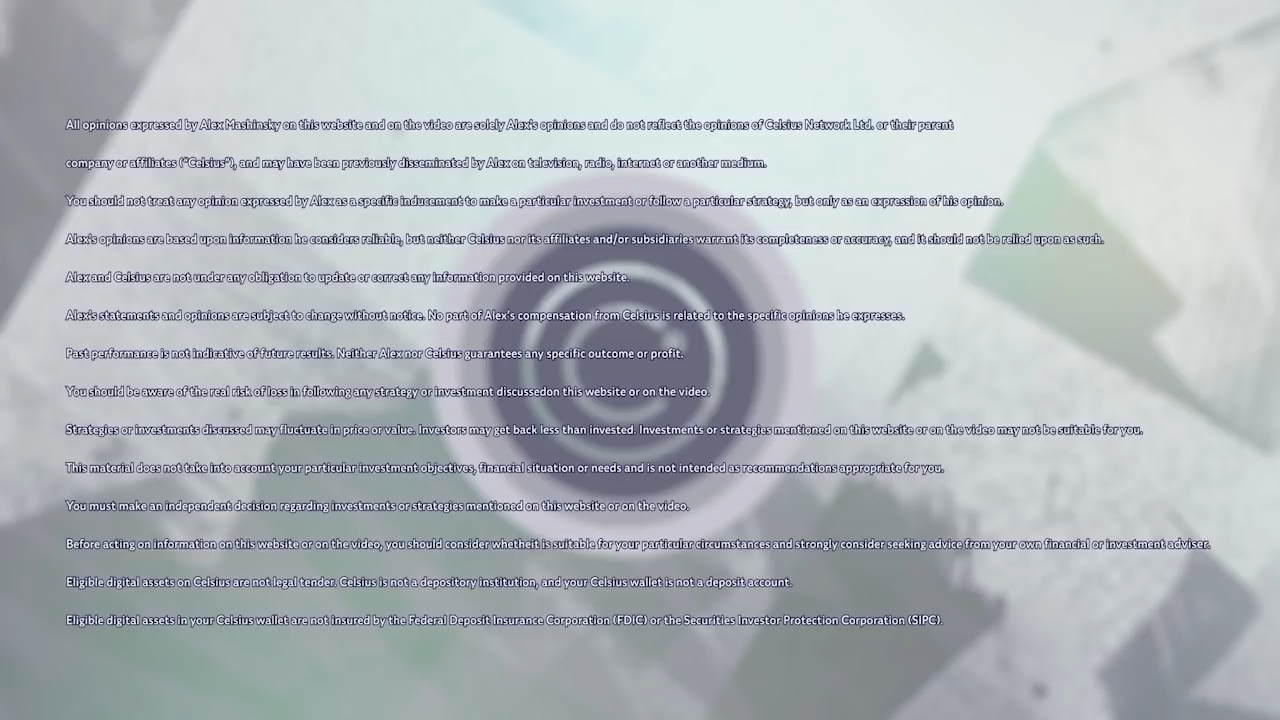 All opinions expressed by Alex Mashinsky on this website and on the video are solely Alex's opinions and do not reflect the opinions of Celsius Network Ltd. or their parent
company or affiliates ("Celsius"), and may have been previously disseminated by Alex on television, radio, internet or another medium.
You should not treat any opinion expressed by Alex as a specific inducement to make a particular investment or follow a particular strategy, but only as an expression of his opinion.
Alex's opinions are based upon information he considers reliable, but neither Celsius nor its affiliates and/or subsidiaries warrant its completeness or accuracy, and it should not be relied upon as such.
Alex and Celsius are not under any obligation to update or correct any information provided on this website.
Alex's statements and opinions are subject to change without notice. No part of Alex's compensation from Celsius is related to the specific opinions he expresses.
Past performance is not indicative of future results. Neither Alex nor Celsius guarantees any specific outcome or profit.
You should be aware of the real risk of loss in following any strategy or investment discussedon this website or on the video.
Strategies or investments discussed may fluctuate in price or value. Investors may get back less than invested. Investments or strategies mentioned on this website or on the video may not be suitable for you.
This material does not take into account your particular investment objectives, financial situation or needs and is not intended as recommendations appropriate for you.
You must make an independent decision regarding investments or strategies mentioned on this website or on the video.
Before acting on information on this website or on the video, you should consider whetheit is suitable for your particular circumstances and strongly consider seeking advice from your own financial or investment adviser.
Eligible digital assets on Celsius are not legal tender. Celsius is not a depository institution, and your Celsius wallet is not a deposit account.
Eligible digital assets in your Celsius wallet are not insured by the Federal Deposit Insurance Corporation (FDIC) or the Securities Investor Protection Corporation (SIPC).